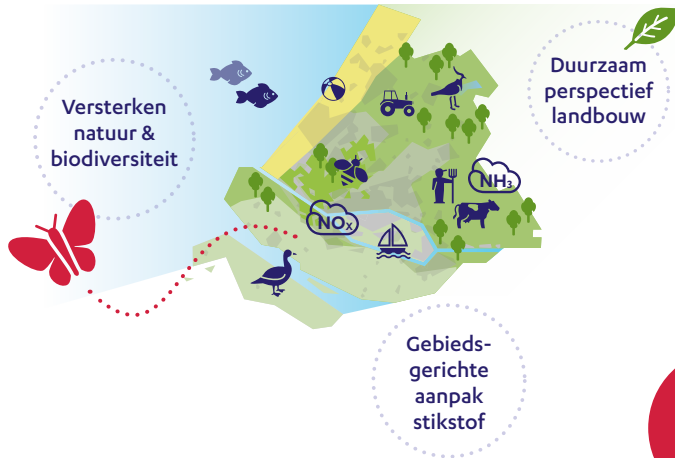 Versterken
natuur &
biodiversiteit
Duurzaam
perspectief
landbouw
NH₃
NOₓ
Gebieds-
gerichte
aanpak
stikstof